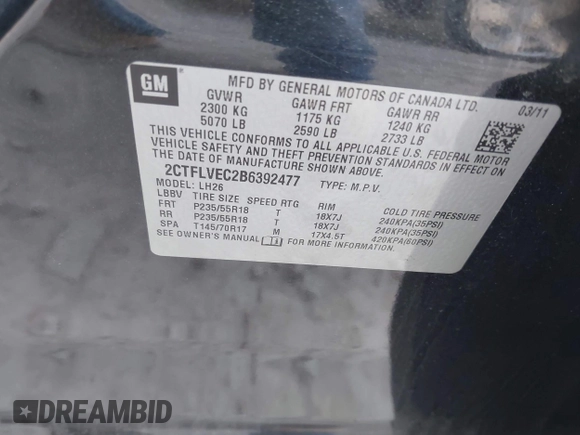 GM
MFD BY GENERAL MOTORS OF CANADA LTD.
03/11
GVWR GAWR FRT GAWR RR
2300 KG 1175 KG 1240 KG
5070 LB 2590 LB 2733 LB
THIS VEHICLE CONFORMS TO ALL APPLICABLE U.S. FEDERAL MOTOR
VEHICLE SAFETY AND THEFT PREVENTION STANDARDS IN EFFECT ON
THE DATE OF MANUFACTURE SHOWN ABOVE.
2CTFLVEC2B6392477 TYPE: M.P.V.
MODEL: LH26
LBBV TIRE SIZE SPEED RTG RIM COLD TIRE PRESSURE
FRT P235/55R18 T 18X7J 240KPA(35PSI)
RR P235/55R18 T 18X7J 240KPA(35PSI)
SPA T145/70R17 M 17X4.5T 420KPA(60PSI)
SEE OWNER'S MANUAL FOR MORE INFORMATION.
DREAMBID